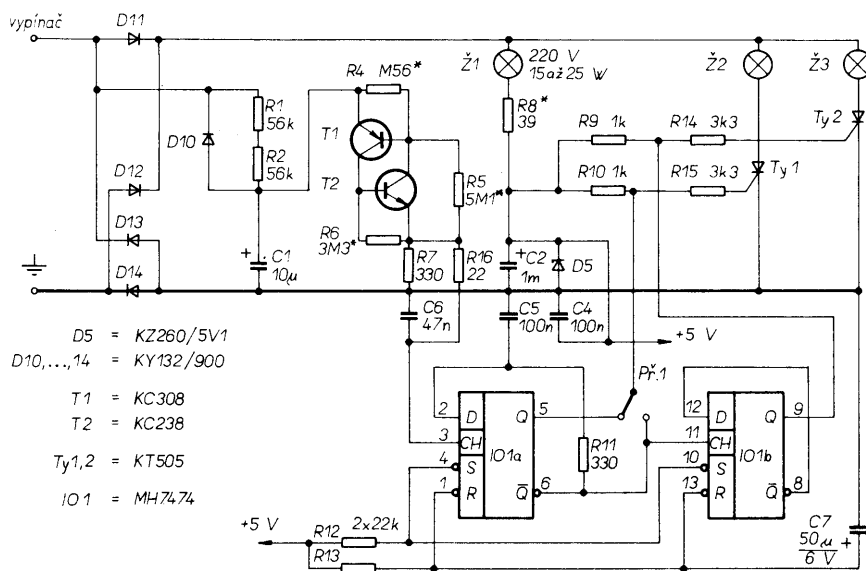 vypínač
D11
R4 M56*
Ž1
220 V
15 až 25 W
Ž2
Ž3
R1
56k
R8*
39
R9 1k
R14 3k3
Ty 2
D10
T1
R2
56k
R10 1k
R15 3k3
Ty 1
D12
T2
R5
5M1*
D13
R6
3M3*
R7
330
R16
22
+ C2
1m
D5
D14
+ C1
10µ
C6
47n
C5
100n
C4
100n
+5 V
D5 = KZ260/5V1
D10,...,14 = KY132/900
T1 = KC308
T2 = KC238
Ty1,2 = KT505
IO1 = MH7474
Př.1
2 D Q 5
3 CH
IO1a
4 S
1 R Q̅ 6
R11
330
12 D Q 9
11 CH
IO1b
10 S
13 R Q̅ 8
+5 V
R12 2x22k
R13
C7
50µ +
6 V